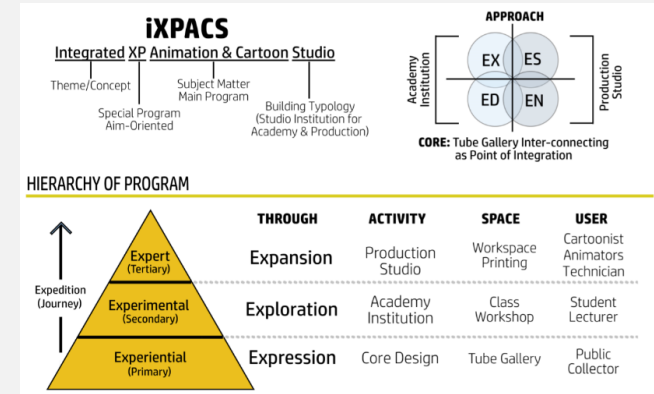 iXPACS
Integrated XP Animation & Cartoon Studio
Theme/Concept
Special Program
Aim-Oriented
Subject Matter
Main Program
Building Typology
(Studio Institution for
Academy & Production)
APPROACH
Academy
Institution
EX
ES
ED
EN
Production
Studio
CORE: Tube Gallery Inter-connecting
as Point of Integration
HIERARCHY OF PROGRAM
THROUGH ACTIVITY SPACE USER
Expedition
(Journey)
Expert
(Tertiary)
Expansion
Production
Studio
Workspace
Printing
Cartoonist
Animators
Technician
Experimental
(Secondary)
Exploration
Academy
Institution
Class
Workshop
Student
Lecturer
Experiential
(Primary)
Expression
Core Design
Tube Gallery
Public
Collector